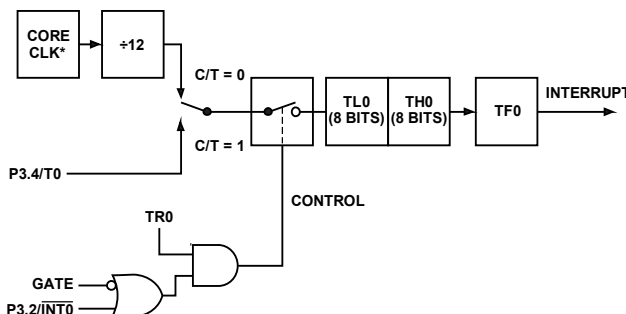 CORE
CLK*
÷12
C/T = 0
INTERRUPT
TL0
(8 BITS)
TH0
(8 BITS)
TF0
C/T = 1
P3.4/T0
CONTROL
TR0
GATE
P3.2/INT0